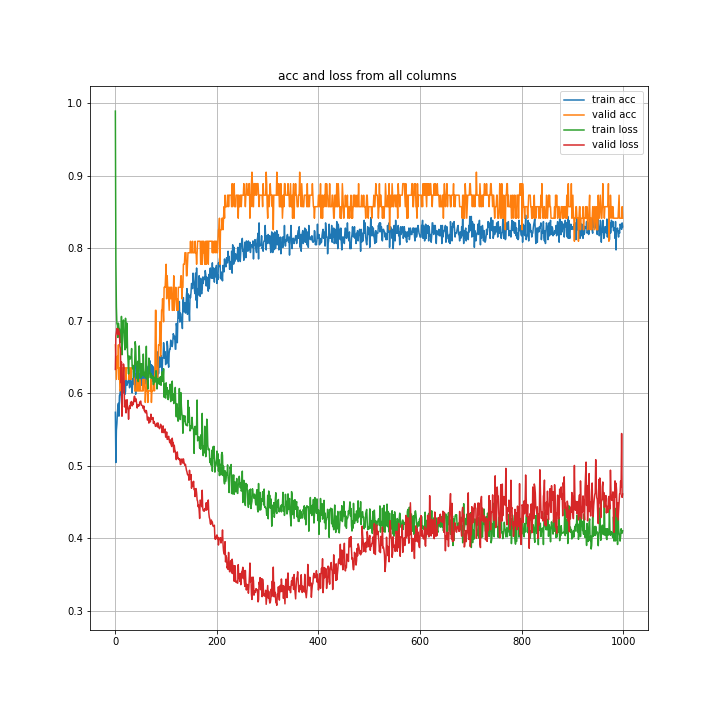 acc and loss from all columns
train acc
valid acc
train loss
valid loss
1.0
0.9
0.8
0.7
0.6
0.5
0.4
0.3
0 200 400 600 800 1000